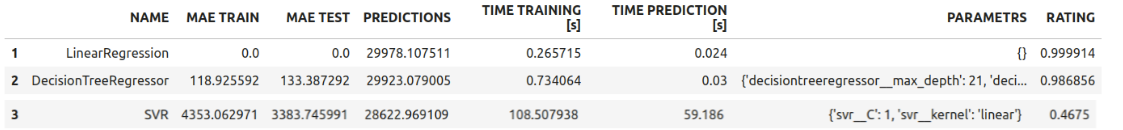 NAME MAE TRAIN MAE TEST PREDICTIONS TIME TRAINING [s] TIME PREDICTION [s] PARAMETRS RATING
1 LinearRegression 0.0 0.0 29978.107511 0.265715 0.024 {} 0.999914
2 DecisionTreeRegressor 118.925592 133.387292 29923.079005 0.734064 0.03 {'decisiontreeregressor__max_depth': 21, 'deci... 0.986856
3 SVR 4353.062971 3383.745991 28622.969109 108.507938 59.186 {'svr__C': 1, 'svr__kernel': 'linear'} 0.4675